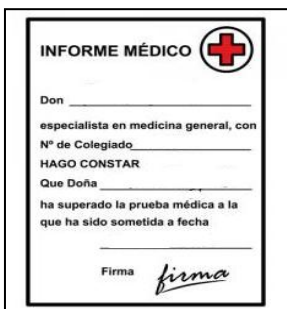 INFORME MÉDICO
Don
especialista en medicina general, con
Nº de Colegiado
HAGO CONSTAR
Que Doña
ha superado la prueba médica a la
que ha sido sometida a fecha
Firma firma